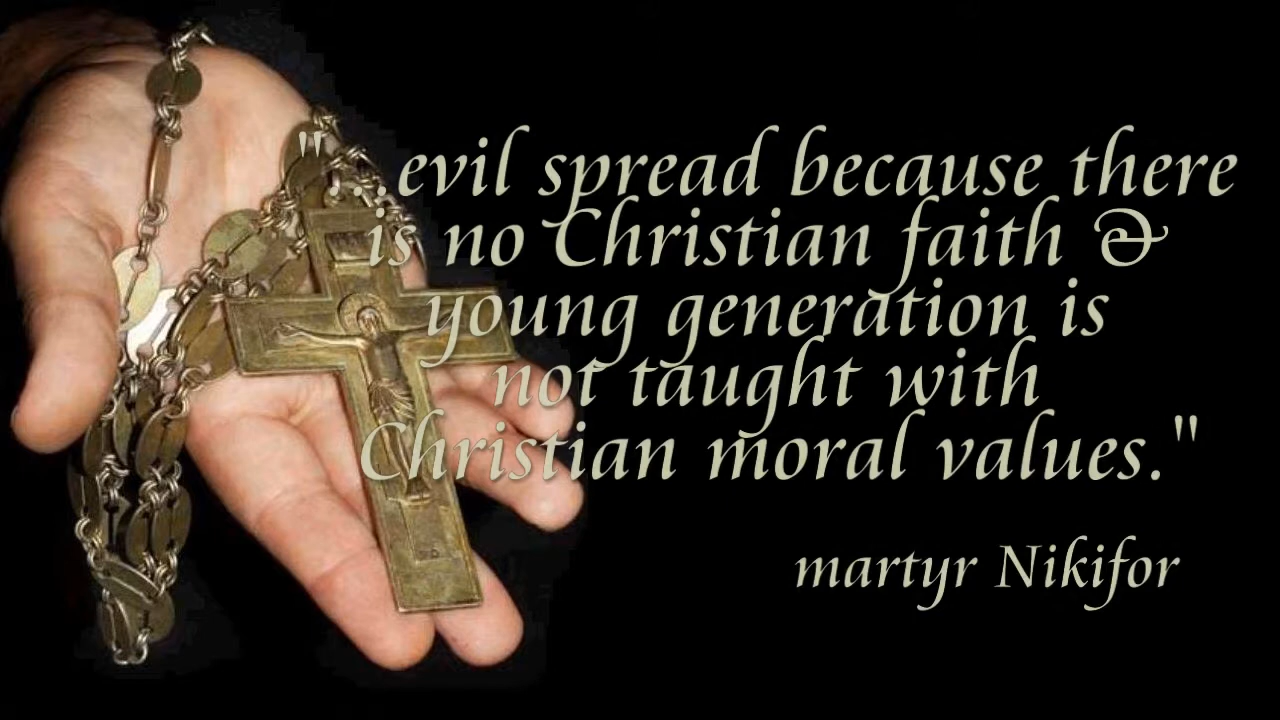 "...evil spread because there
is no Christian faith &
young generation is
not taught with
Christian moral values."
martyr Nikifor